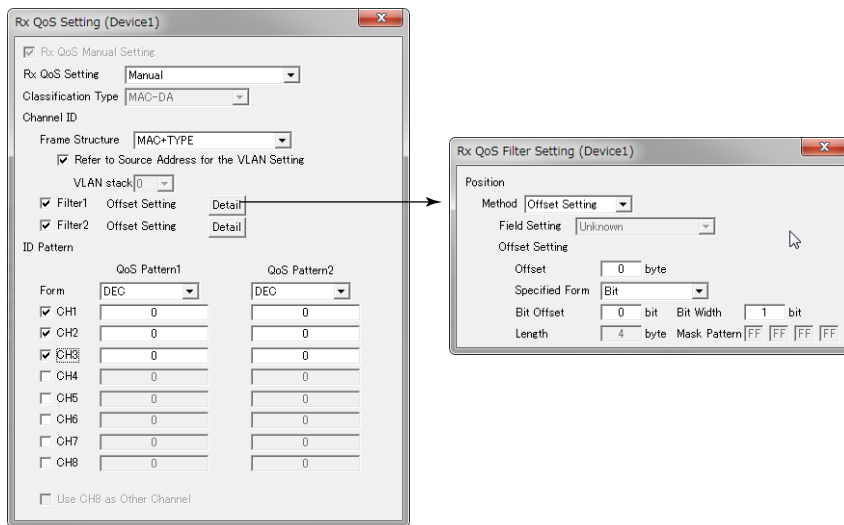 Rx QoS Setting (Device1)
Rx QoS Manual Setting
Rx QoS Setting Manual
Classification Type MAC-DA
Channel ID
Frame Structure MAC+TYPE
Refer to Source Address for the VLAN Setting
VLAN stack 0
Filter1 Offset Setting Detail
Filter2 Offset Setting Detail
ID Pattern
QoS Pattern1 QoS Pattern2
Form DEC DEC
CH1 0 0
CH2 0 0
CH3 0 0
CH4 0 0
CH5 0 0
CH6 0 0
CH7 0 0
CH8 0 0
Use CH8 as Other Channel
Rx QoS Filter Setting (Device1)
Position
Method Offset Setting
Field Setting Unknown
Offset Setting
Offset 0 byte
Specified Form Bit
Bit Offset 0 bit Bit Width 1 bit
Length 4 byte Mask Pattern FF FF FF FF